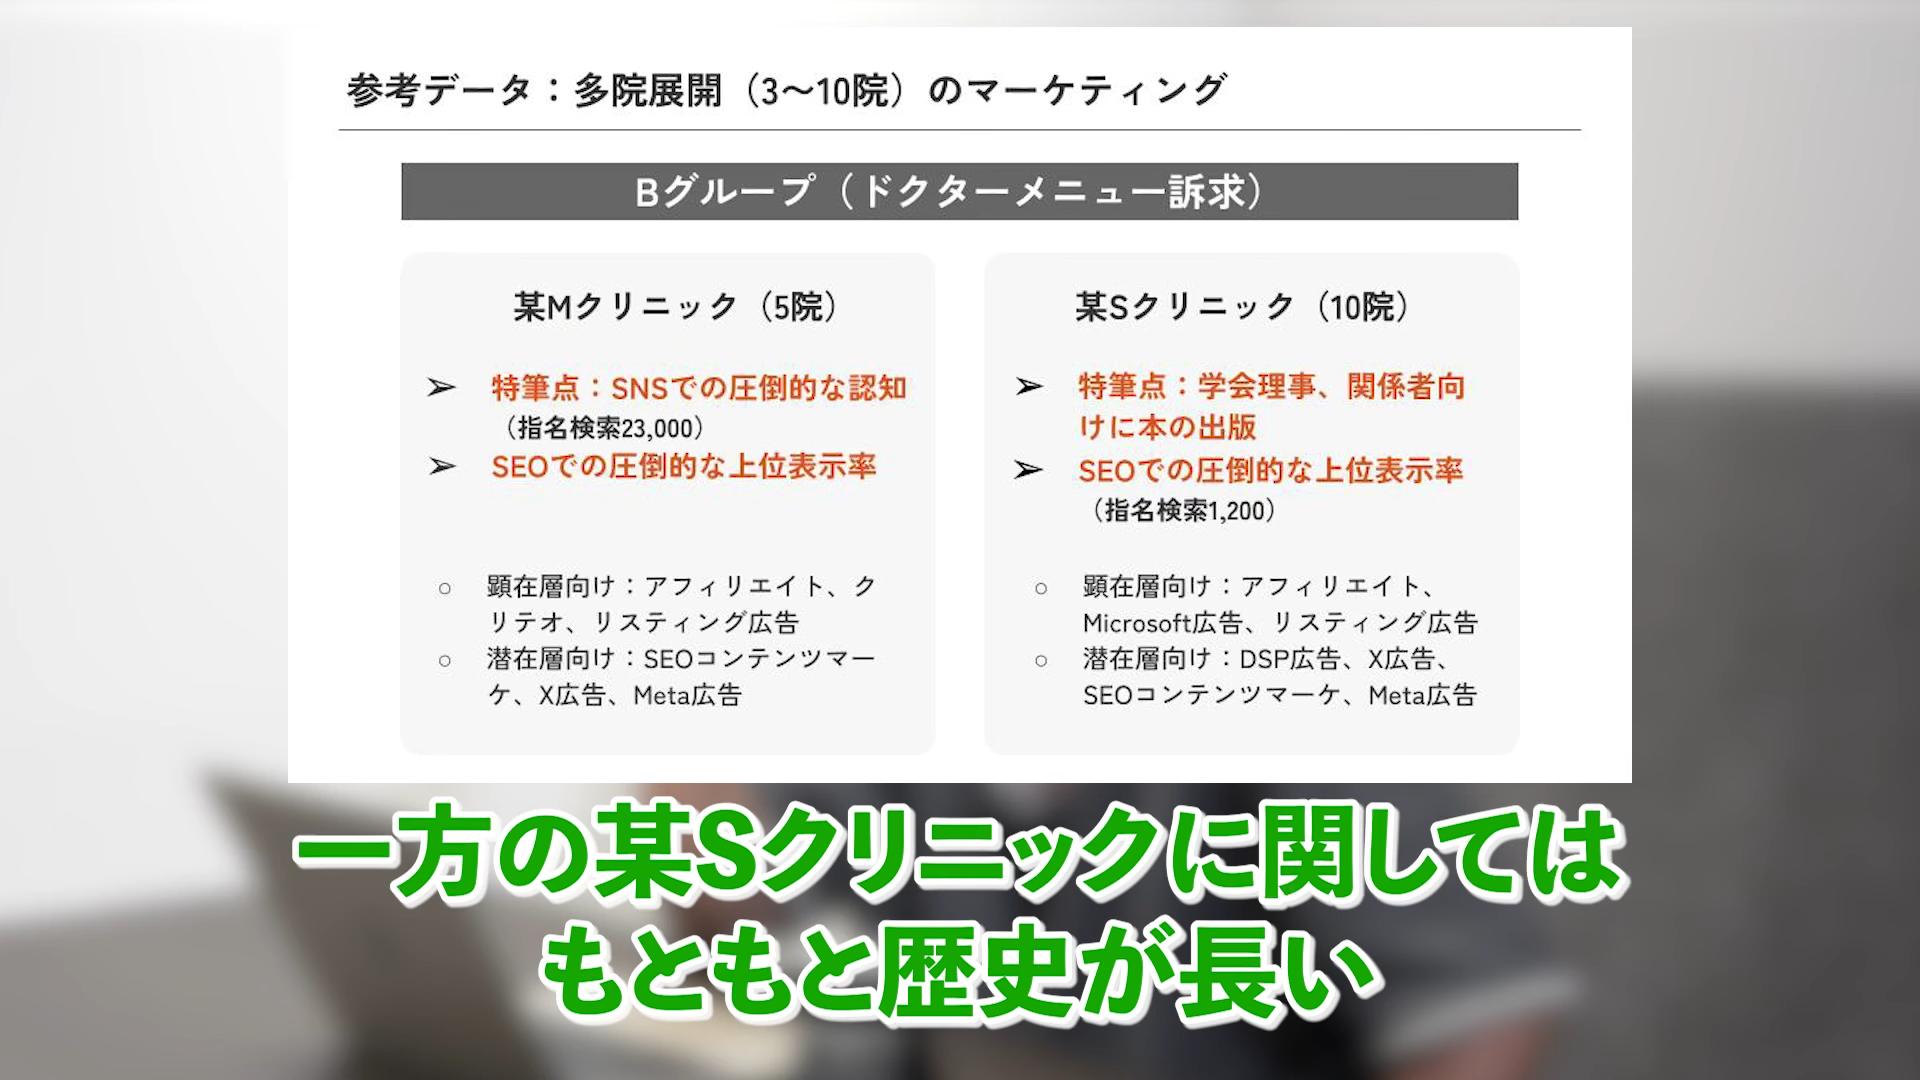 参考データ：多院展開（3〜10院）のマーケティング
Bグループ（ドクターメニュー訴求）
某Mクリニック（5院）
➢ 特筆点：SNSでの圧倒的な認知
（指名検索23,000）
➢ SEOでの圧倒的な上位表示率
○ 顕在層向け：アフィリエイト、ク
リテオ、リスティング広告
○ 潜在層向け：SEOコンテンツマー
ケ、X広告、Meta広告
某Sクリニック（10院）
➢ 特筆点：学会理事、関係者向
けに本の出版
➢ SEOでの圧倒的な上位表示率
（指名検索1,200）
○ 顕在層向け：アフィリエイト、
Microsoft広告、リスティング広告
○ 潜在層向け：DSP広告、X広告、
SEOコンテンツマーケ、Meta広告
一方の某Sクリニックに関しては
もともと歴史が長い